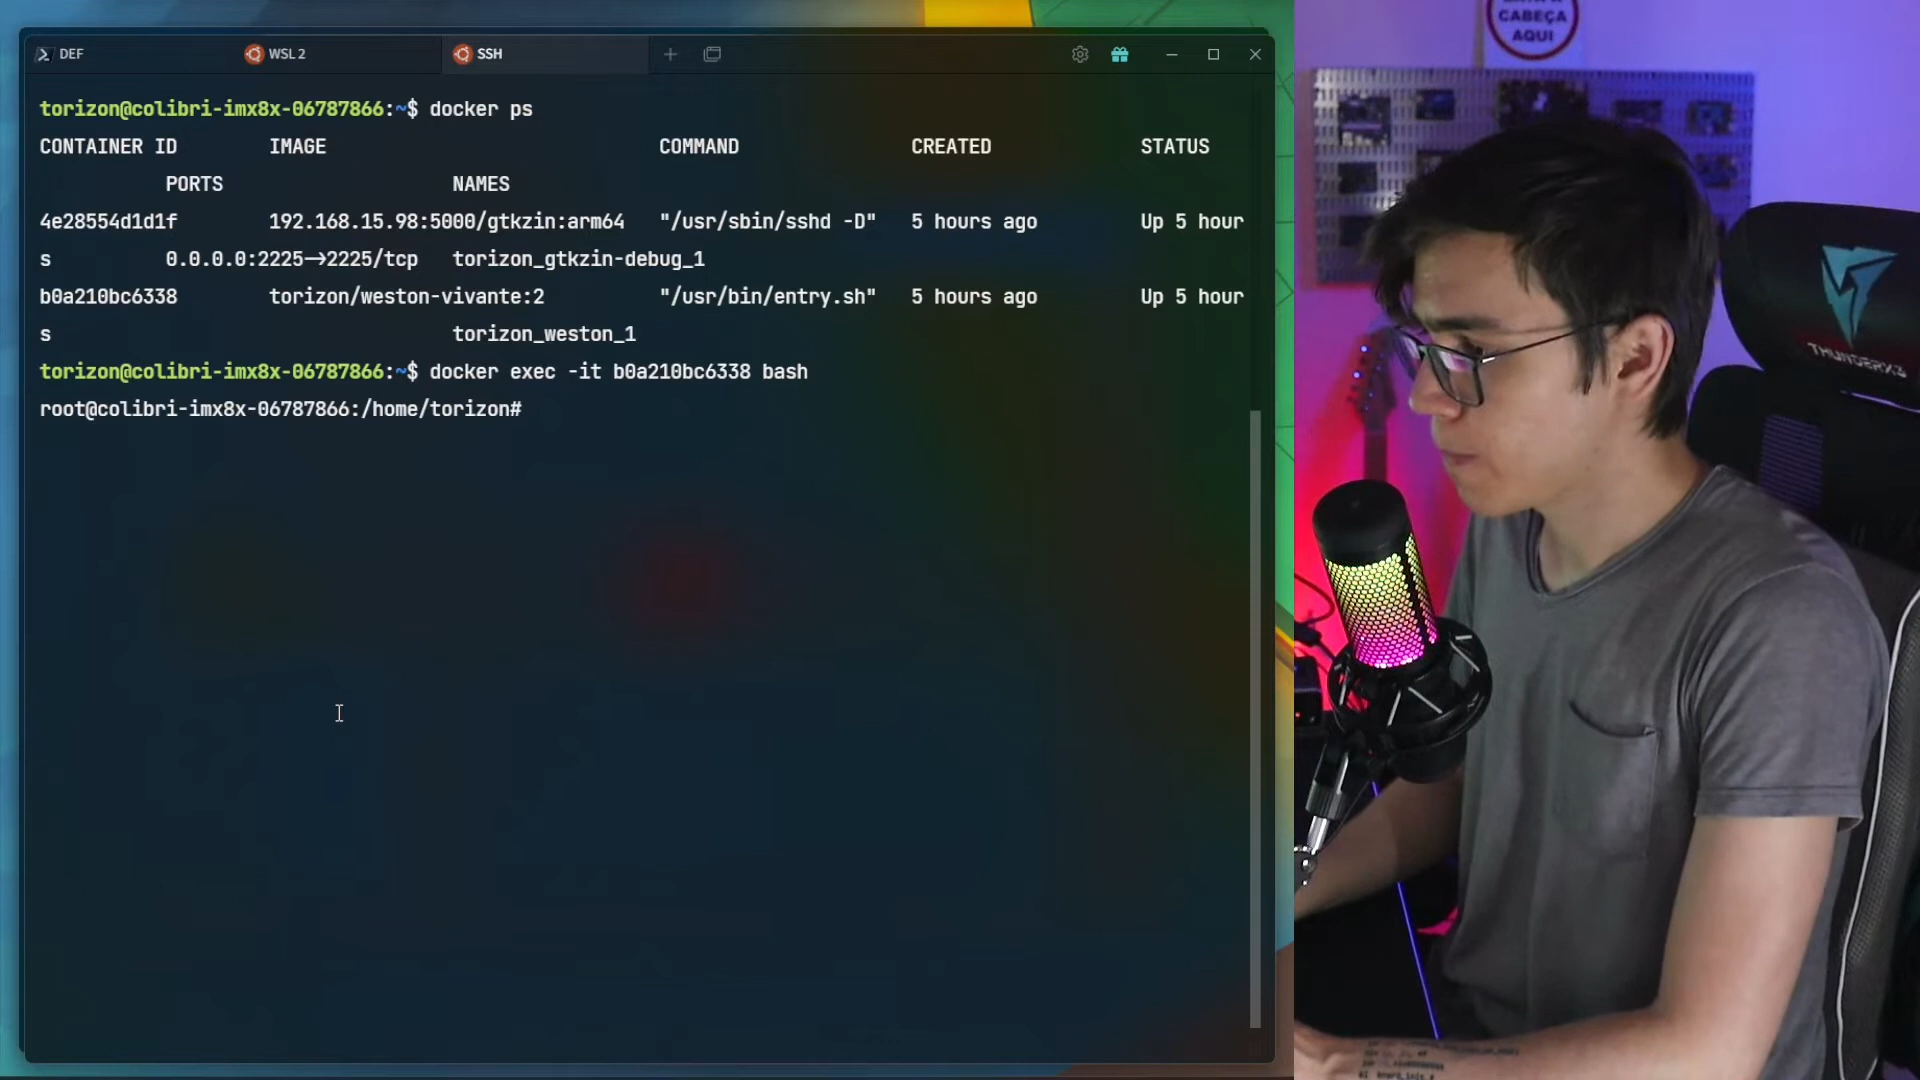 DEF WSL 2 SSH
torizon@colibri-imx8x-06787866:~$ docker ps
CONTAINER ID IMAGE COMMAND CREATED STATUS
PORTS NAMES
4e28554d1d1f 192.168.15.98:5000/gtkzin:arm64 "/usr/sbin/sshd -D" 5 hours ago Up 5 hour
s 0.0.0.0:2225->2225/tcp torizon_gtkzin-debug_1
b0a210bc6338 torizon/weston-vivante:2 "/usr/bin/entry.sh" 5 hours ago Up 5 hour
s torizon_weston_1
torizon@colibri-imx8x-06787866:~$ docker exec -it b0a210bc6338 bash
root@colibri-imx8x-06787866:/home/torizon#
CABEÇA
AQUI
THUNDERX3